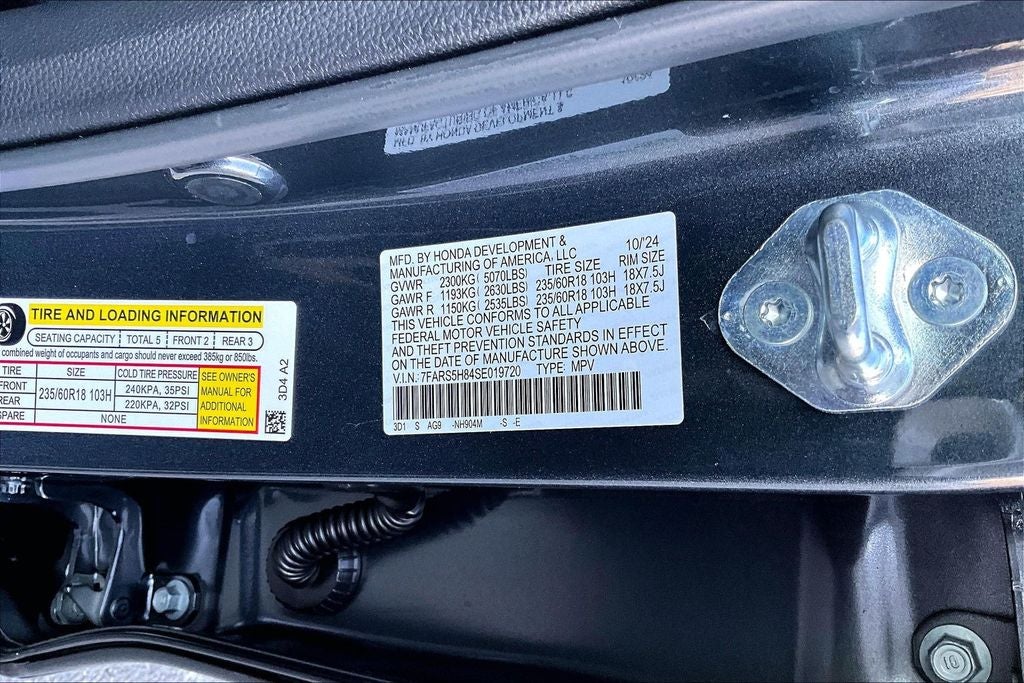 MFD. BY HONDA DEVELOPMENT & 10/'24
MANUFACTURING OF AMERICA, LLC
GVWR 2300KG( 5070LBS) TIRE SIZE RIM SIZE
GAWR F 1193KG( 2630LBS) 235/60R18 103H 18X7.5J
GAWR R 1150KG( 2535LBS) 235/60R18 103H 18X7.5J
THIS VEHICLE CONFORMS TO ALL APPLICABLE
FEDERAL MOTOR VEHICLE SAFETY
AND THEFT PREVENTION STANDARDS IN EFFECT
ON THE DATE OF MANUFACTURE SHOWN ABOVE.
V.I.N.: 7FARS5H84SE019720 TYPE: MPV
3D1 S AG9 -NH904M -S -E
TIRE AND LOADING INFORMATION
SEATING CAPACITY TOTAL 5 FRONT 2 REAR 3
combined weight of occupants and cargo should never exceed 385kg or 850lbs.
TIRE SIZE COLD TIRE PRESSURE SEE OWNER'S
FRONT 235/60R18 103H 240KPA, 35PSI MANUAL FOR
REAR 220KPA, 32PSI ADDITIONAL
SPARE NONE INFORMATION
3D4 A2
10